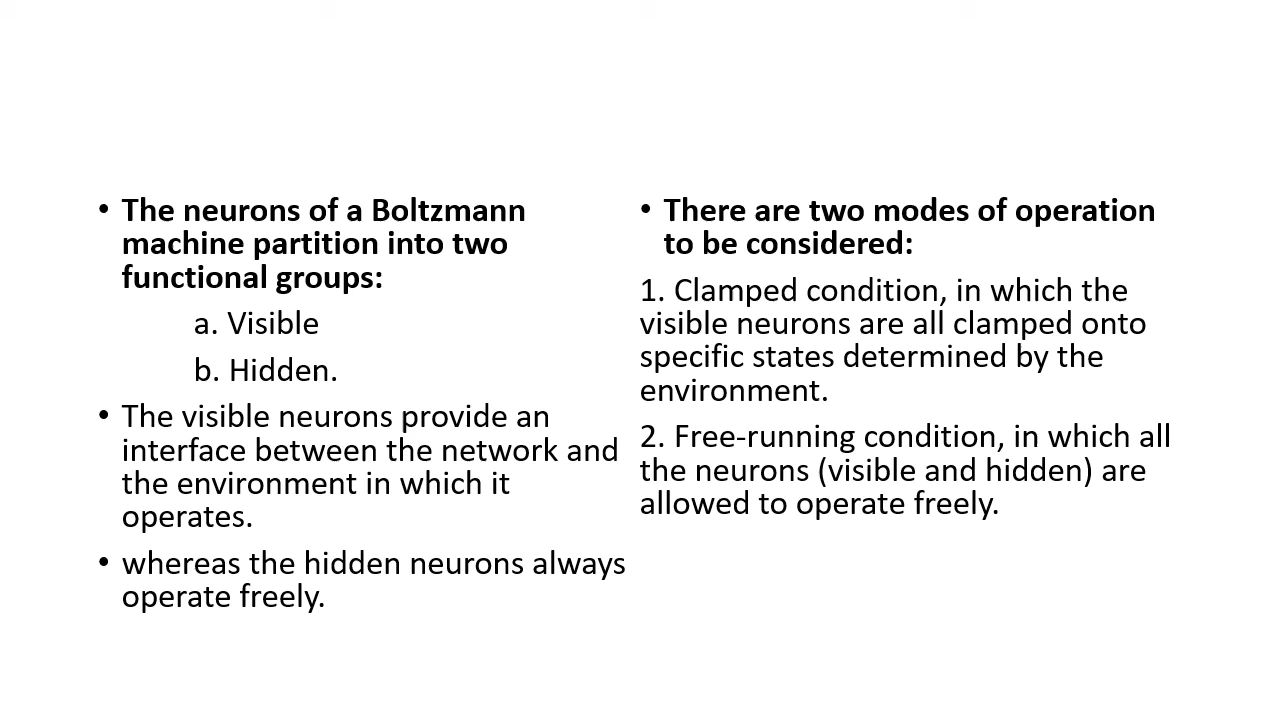 • The neurons of a Boltzmann
machine partition into two
functional groups:
a. Visible
b. Hidden.
• The visible neurons provide an
interface between the network and
the environment in which it
operates.
• whereas the hidden neurons always
operate freely.
• There are two modes of operation
to be considered:
1. Clamped condition, in which the
visible neurons are all clamped onto
specific states determined by the
environment.
2. Free-running condition, in which all
the neurons (visible and hidden) are
allowed to operate freely.